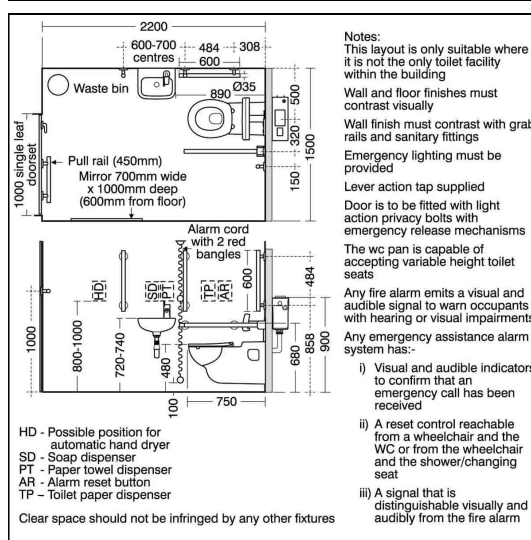 2200
600-700
centres
484
308
600
Ø35
Waste bin
890
500
320
1500
150
1000 single leaf
doorset
Pull rail (450mm)
Mirror 700mm wide
x 1000mm deep
(600mm from floor)
Alarm cord
with 2 red
bangles
HD
SD
PT
TP
AR
600
484
1000
800-1000
720-740
480
680
858
900
100
750
HD - Possible position for
automatic hand dryer
SD - Soap dispenser
PT - Paper towel dispenser
AR - Alarm reset button
TP – Toilet paper dispenser
Clear space should not be infringed by any other fixtures
Notes:
This layout is only suitable where
it is not the only toilet facility
within the building
Wall and floor finishes must
contrast visually
Wall finish must contrast with grab
rails and sanitary fittings
Emergency lighting must be
provided
Lever action tap supplied
Door is to be fitted with light
action privacy bolts with
emergency release mechanisms
The wc pan is capable of
accepting variable height toilet
seats
Any fire alarm emits a visual and
audible signal to warn occupants
with hearing or visual impairments
Any emergency assistance alarm
system has:-
i) Visual and audible indicators
to confirm that an
emergency call has been
received
ii) A reset control reachable
from a wheelchair and the
WC or from the wheelchair
and the shower/changing
seat
iii) A signal that is
distinguishable visually and
audibly from the fire alarm